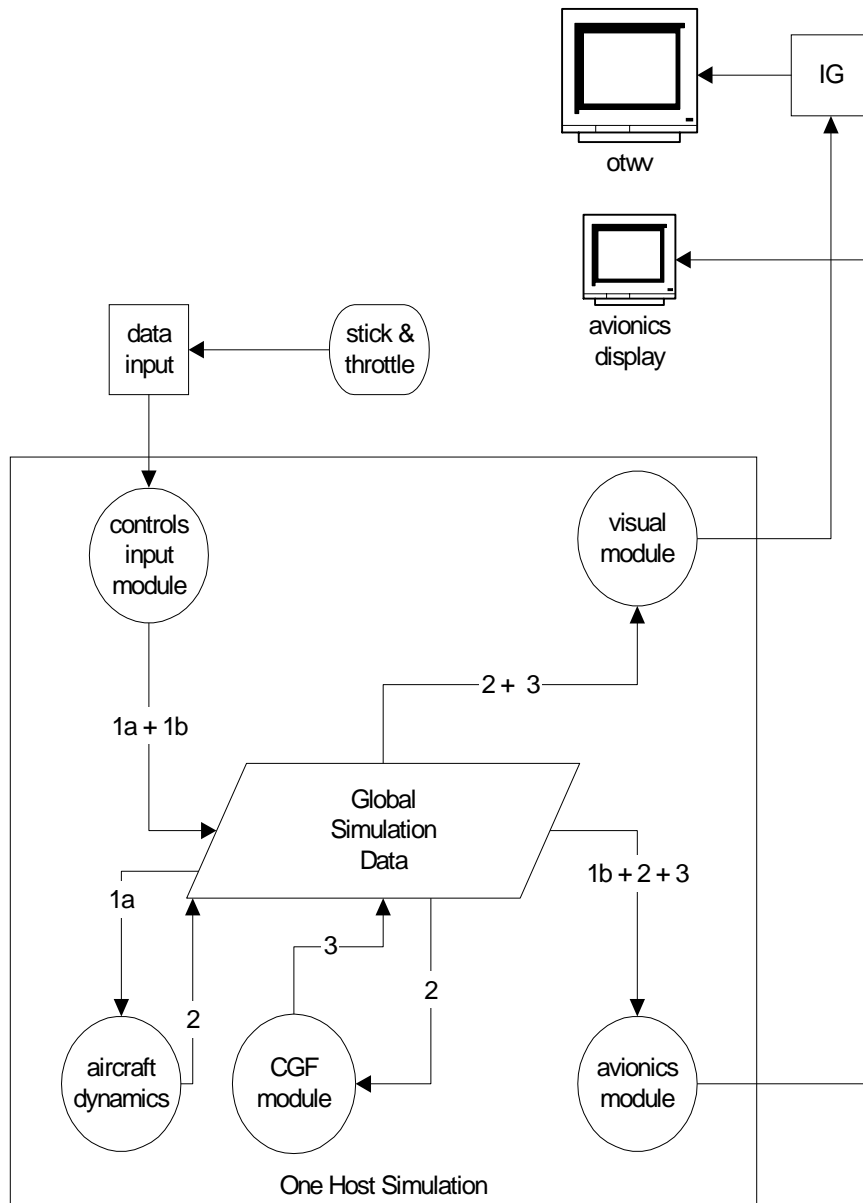 IG
otwv
avionics
display
data
input
stick &
throttle
controls
input
module
visual
module
2 + 3
1a + 1b
Global
Simulation
Data
1b + 2 + 3
1a
3
2
2
aircraft
dynamics
CGF
module
avionics
module
One Host Simulation